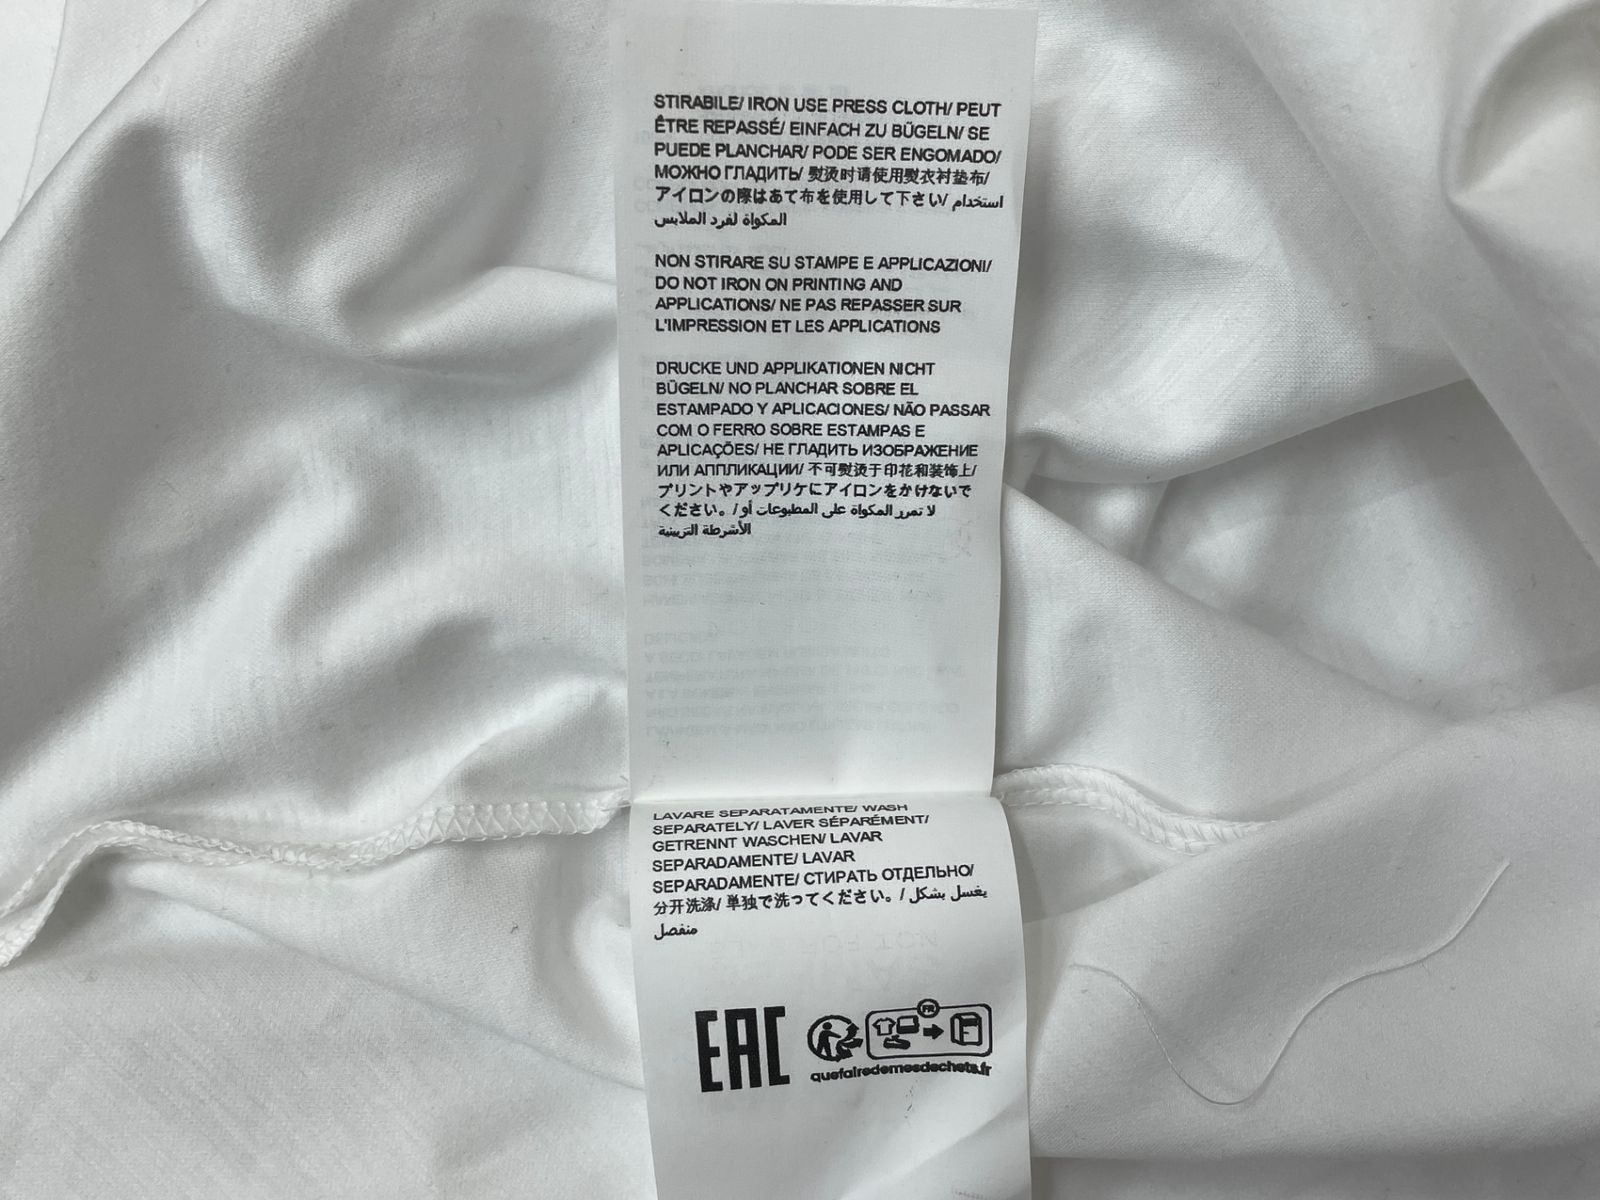 STIRABILE/ IRON USE PRESS CLOTH/ PEUT
ÊTRE REPASSÉ/ EINFACH ZU BÜGELN/ SE
PUEDE PLANCHAR/ PODE SER ENGOMADO/
МОЖНО ГЛАДИТЬ/ 熨烫时请使用熨衣衬垫布/
アイロンの際はあて布を使用して下さい/ استخدام
المكواة لفرد الملابس
NON STIRARE SU STAMPE E APPLICAZIONI/
DO NOT IRON ON PRINTING AND
APPLICATIONS/ NE PAS REPASSER SUR
L'IMPRESSION ET LES APPLICATIONS
DRUCKE UND APPLIKATIONEN NICHT
BÜGELN/ NO PLANCHAR SOBRE EL
ESTAMPADO Y APLICACIONES/ NÃO PASSAR
COM O FERRO SOBRE ESTAMPAS E
APLICAÇÕES/ НЕ ГЛАДИТЬ ИЗОБРАЖЕНИЕ
ИЛИ АППЛИКАЦИИ/ 不可熨烫于印花和装饰上/
プリントやアップリケにアイロンをかけないで
ください。/ لا تمرر المكواة على المطبوعات أو
الأشرطة التزيينية
LAVARE SEPARATAMENTE/ WASH
SEPARATELY/ LAVER SÉPARÉMENT/
GETRENNT WASCHEN/ LAVAR
SEPARADAMENTE/ LAVAR
SEPARADAMENTE/ СТИРАТЬ ОТДЕЛЬНО/
分开洗涤/ 単独で洗ってください。/ يغسل بشكل
منفصل
EAC
FR
quefairedemesdechets.fr